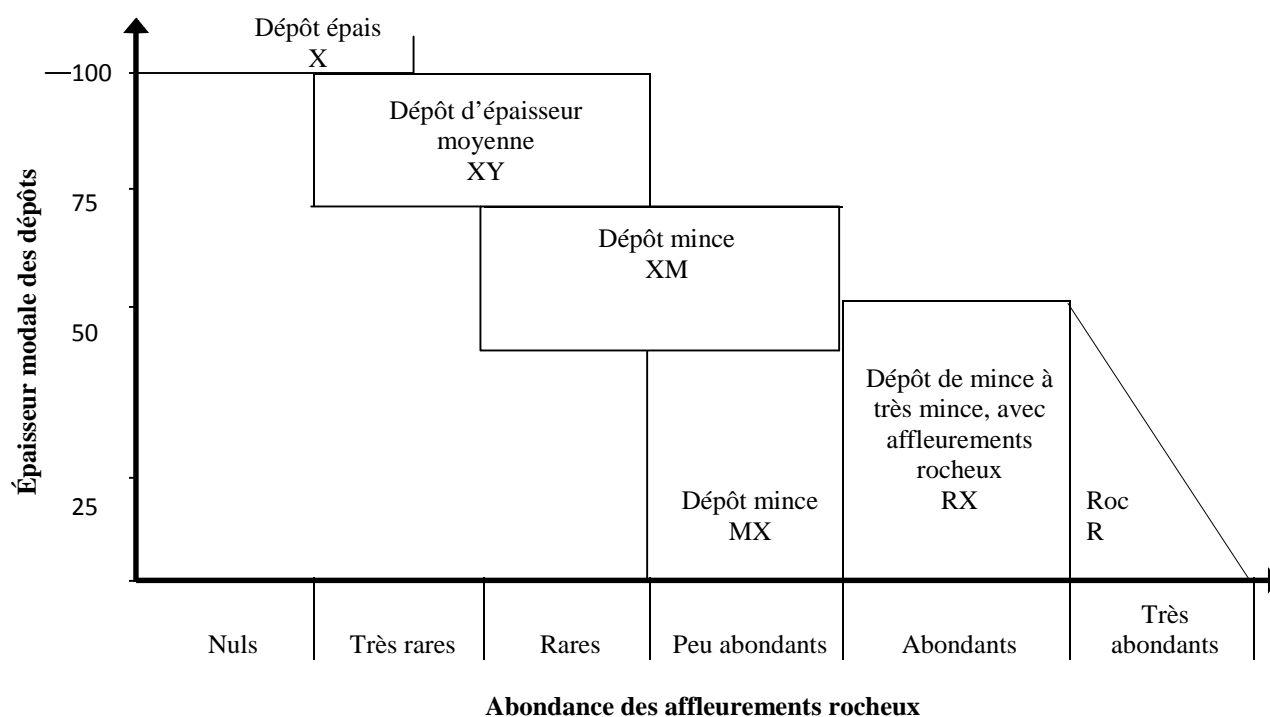 Dépôt épais
X
100
Dépôt d’épaisseur
moyenne
XY
75
Dépôt mince
XM
50
Dépôt de mince à
très mince, avec
affleurements
rocheux
RX
25
Dépôt mince
MX
Roc
R
Épaisseur modale des dépôts
Nuls
Très rares
Rares
Peu abondants
Abondants
Très
abondants
Abondance des affleurements rocheux